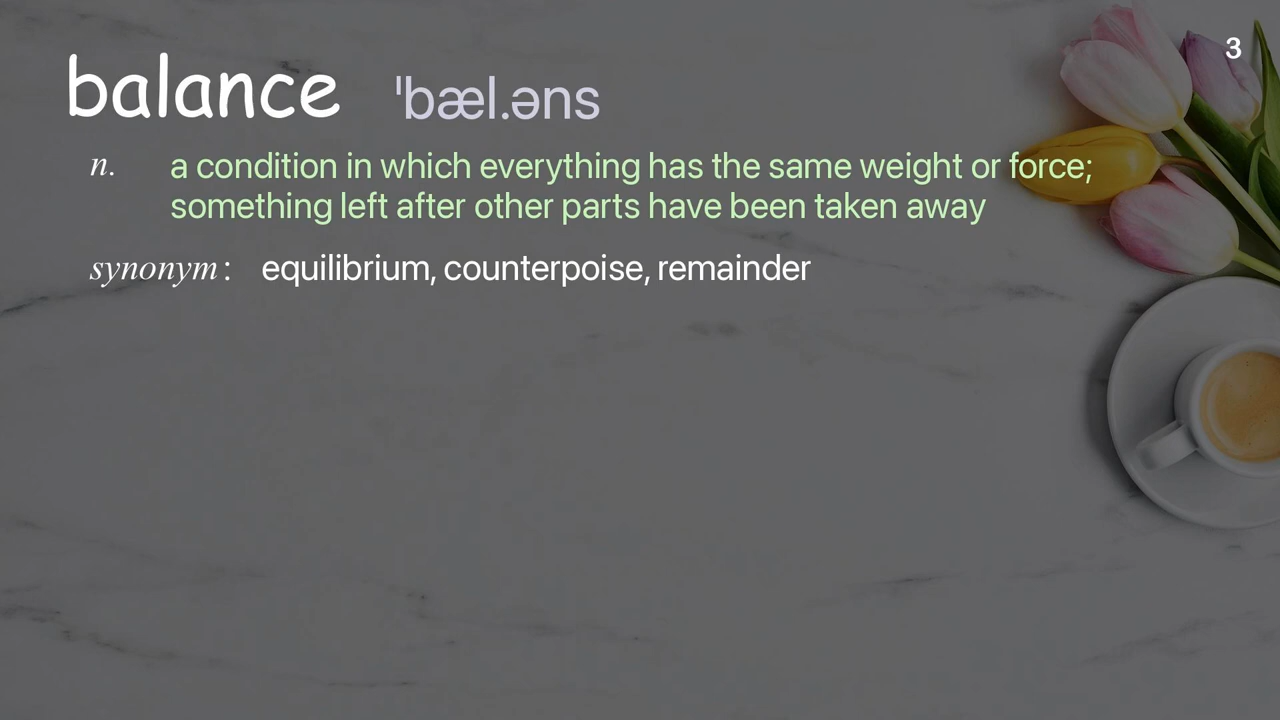 3
balance ˈbæl.əns
n. a condition in which everything has the same weight or force;
something left after other parts have been taken away
synonym : equilibrium, counterpoise, remainder